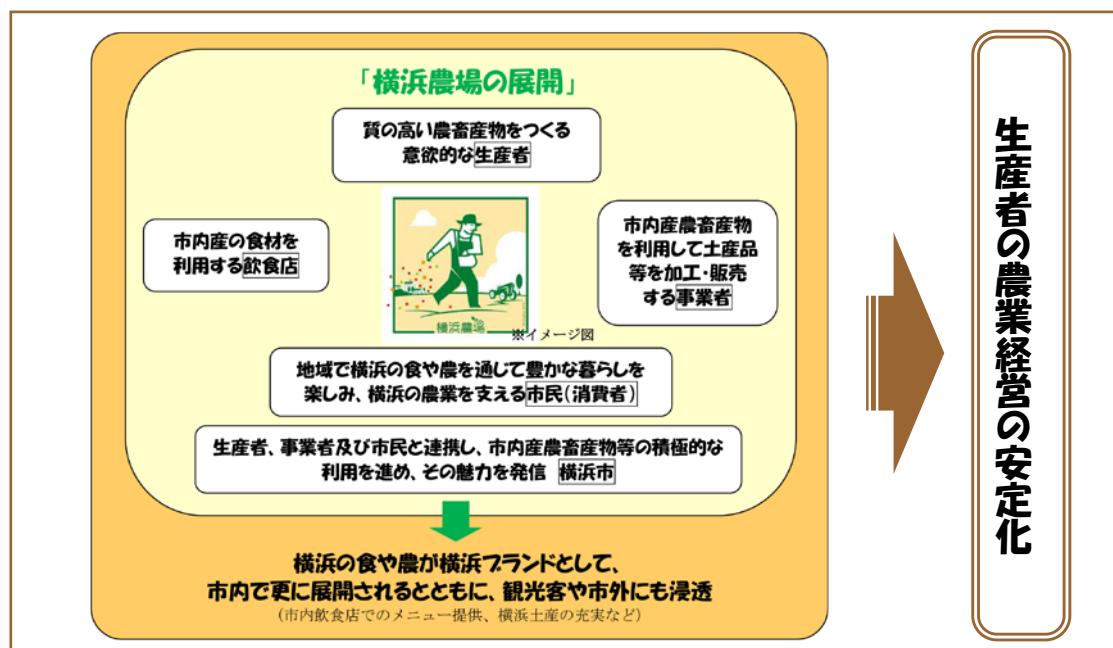 「横浜農場の展開」
質の高い農畜産物をつくる
意欲的な生産者
市内産の食材を
利用する飲食店
市内産農畜産物
を利用して土産品
等を加工・販売
する事業者
横浜農場
※イメージ図
地域で横浜の食や農を通じて豊かな暮らしを
楽しみ、横浜の農業を支える市民(消費者)
生産者、事業者及び市民と連携し、市内産農畜産物等の積極的な
利用を進め、その魅力を発信 横浜市
横浜の食や農が横浜ブランドとして、
市内で更に展開されるとともに、観光客や市外にも浸透
(市内飲食店でのメニュー提供、横浜土産の充実など)
生産者の農業経営の安定化